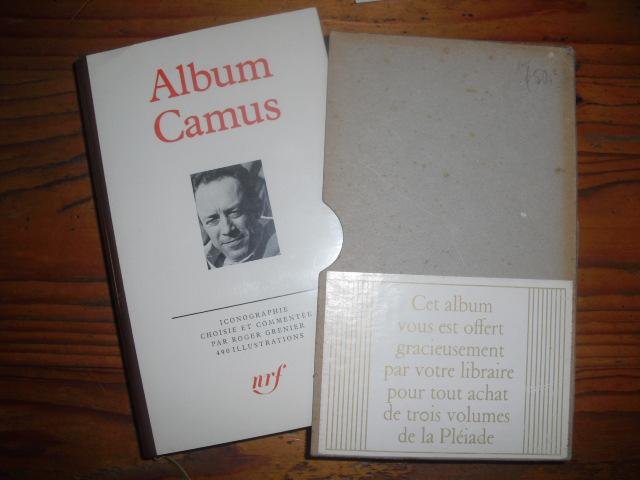 Album
Camus
ICONOGRAPHIE
CHOISIE ET COMMENTÉE
PAR ROGER GRENIER
490 ILLUSTRATIONS
nrf
Cet album
vous est offert
gracieusement
par votre libraire
pour tout achat
de trois volumes
de la Pléiade